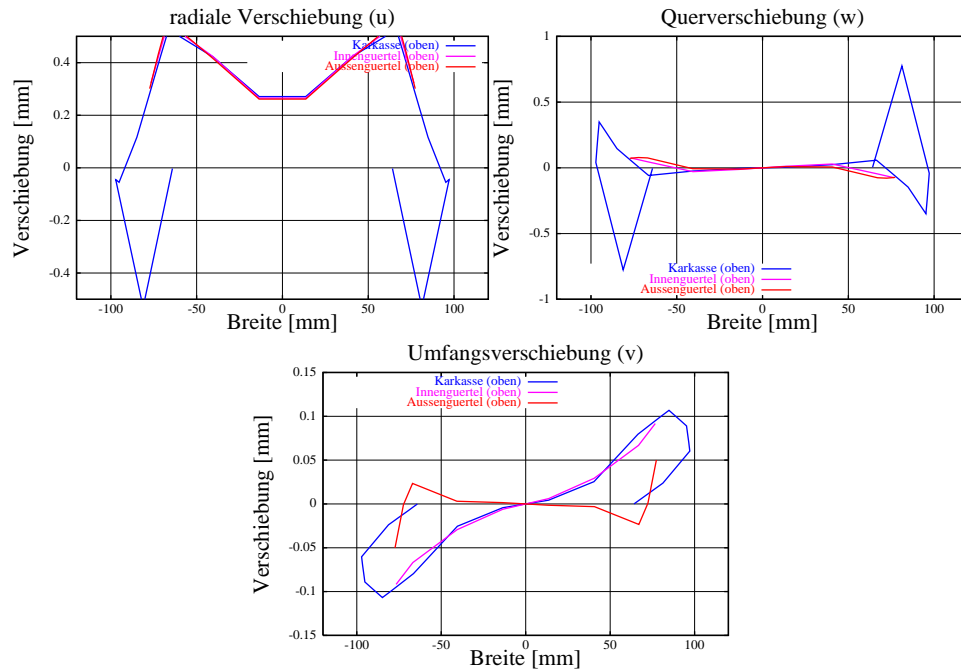 radiale Verschiebung (u)
Verschiebung [mm]
0.4
0.2
0
-0.2
-0.4
Karkasse (oben)
Innenguertel (oben)
Aussenguertel (oben)
-100 -50 0 50 100
Breite [mm]
Querverschiebung (w)
Verschiebung [mm]
1
0.5
0
-0.5
-1
Karkasse (oben)
Innenguertel (oben)
Aussenguertel (oben)
-100 -50 0 50 100
Breite [mm]
Umfangsverschiebung (v)
Verschiebung [mm]
0.15
0.1
0.05
0
-0.05
-0.1
-0.15
Karkasse (oben)
Innenguertel (oben)
Aussenguertel (oben)
-100 -50 0 50 100
Breite [mm]